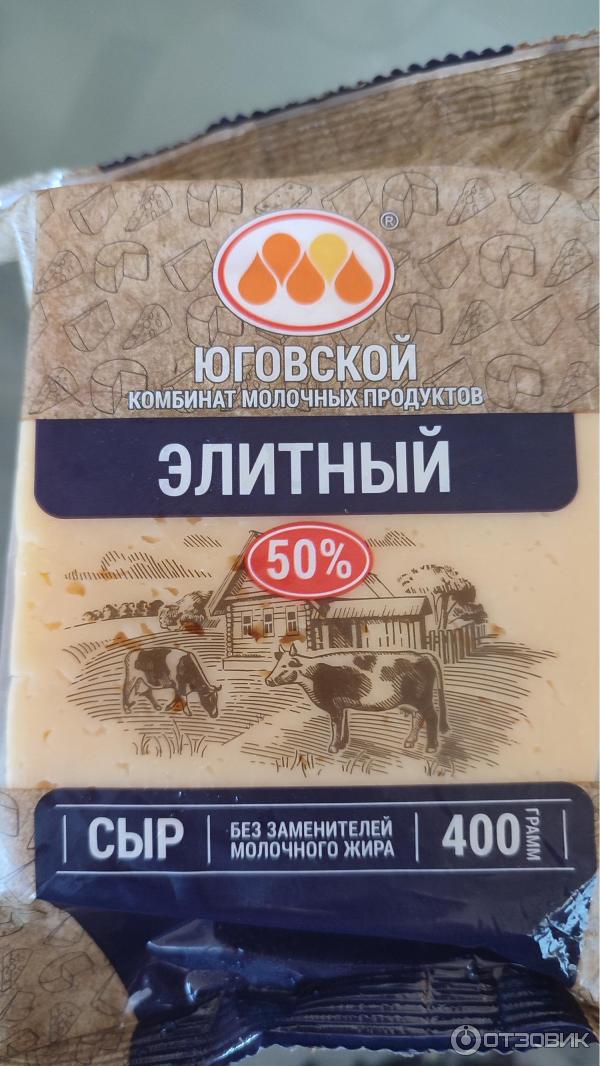 ®
ЮГОВСКОЙ
КОМБИНАТ МОЛОЧНЫХ ПРОДУКТОВ
ЭЛИТНЫЙ
50%
СЫР
БЕЗ ЗАМЕНИТЕЛЕЙ
МОЛОЧНОГО ЖИРА
400 ГРАММ
ОТЗОВИК